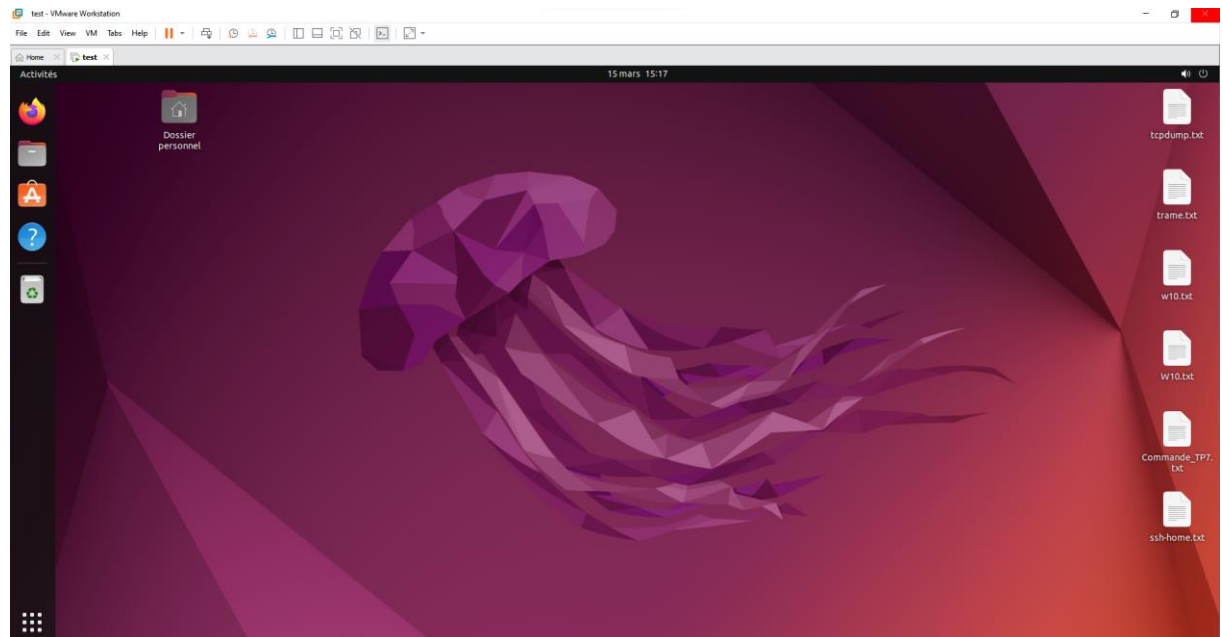 test - VMware Workstation
File Edit View VM Tabs Help
Home
test
Activités
15 mars 15:17
Dossier
personnel
tcpdump.txt
trame.txt
w10.txt
W10.txt
Commande_TP7.
txt
ssh-home.txt